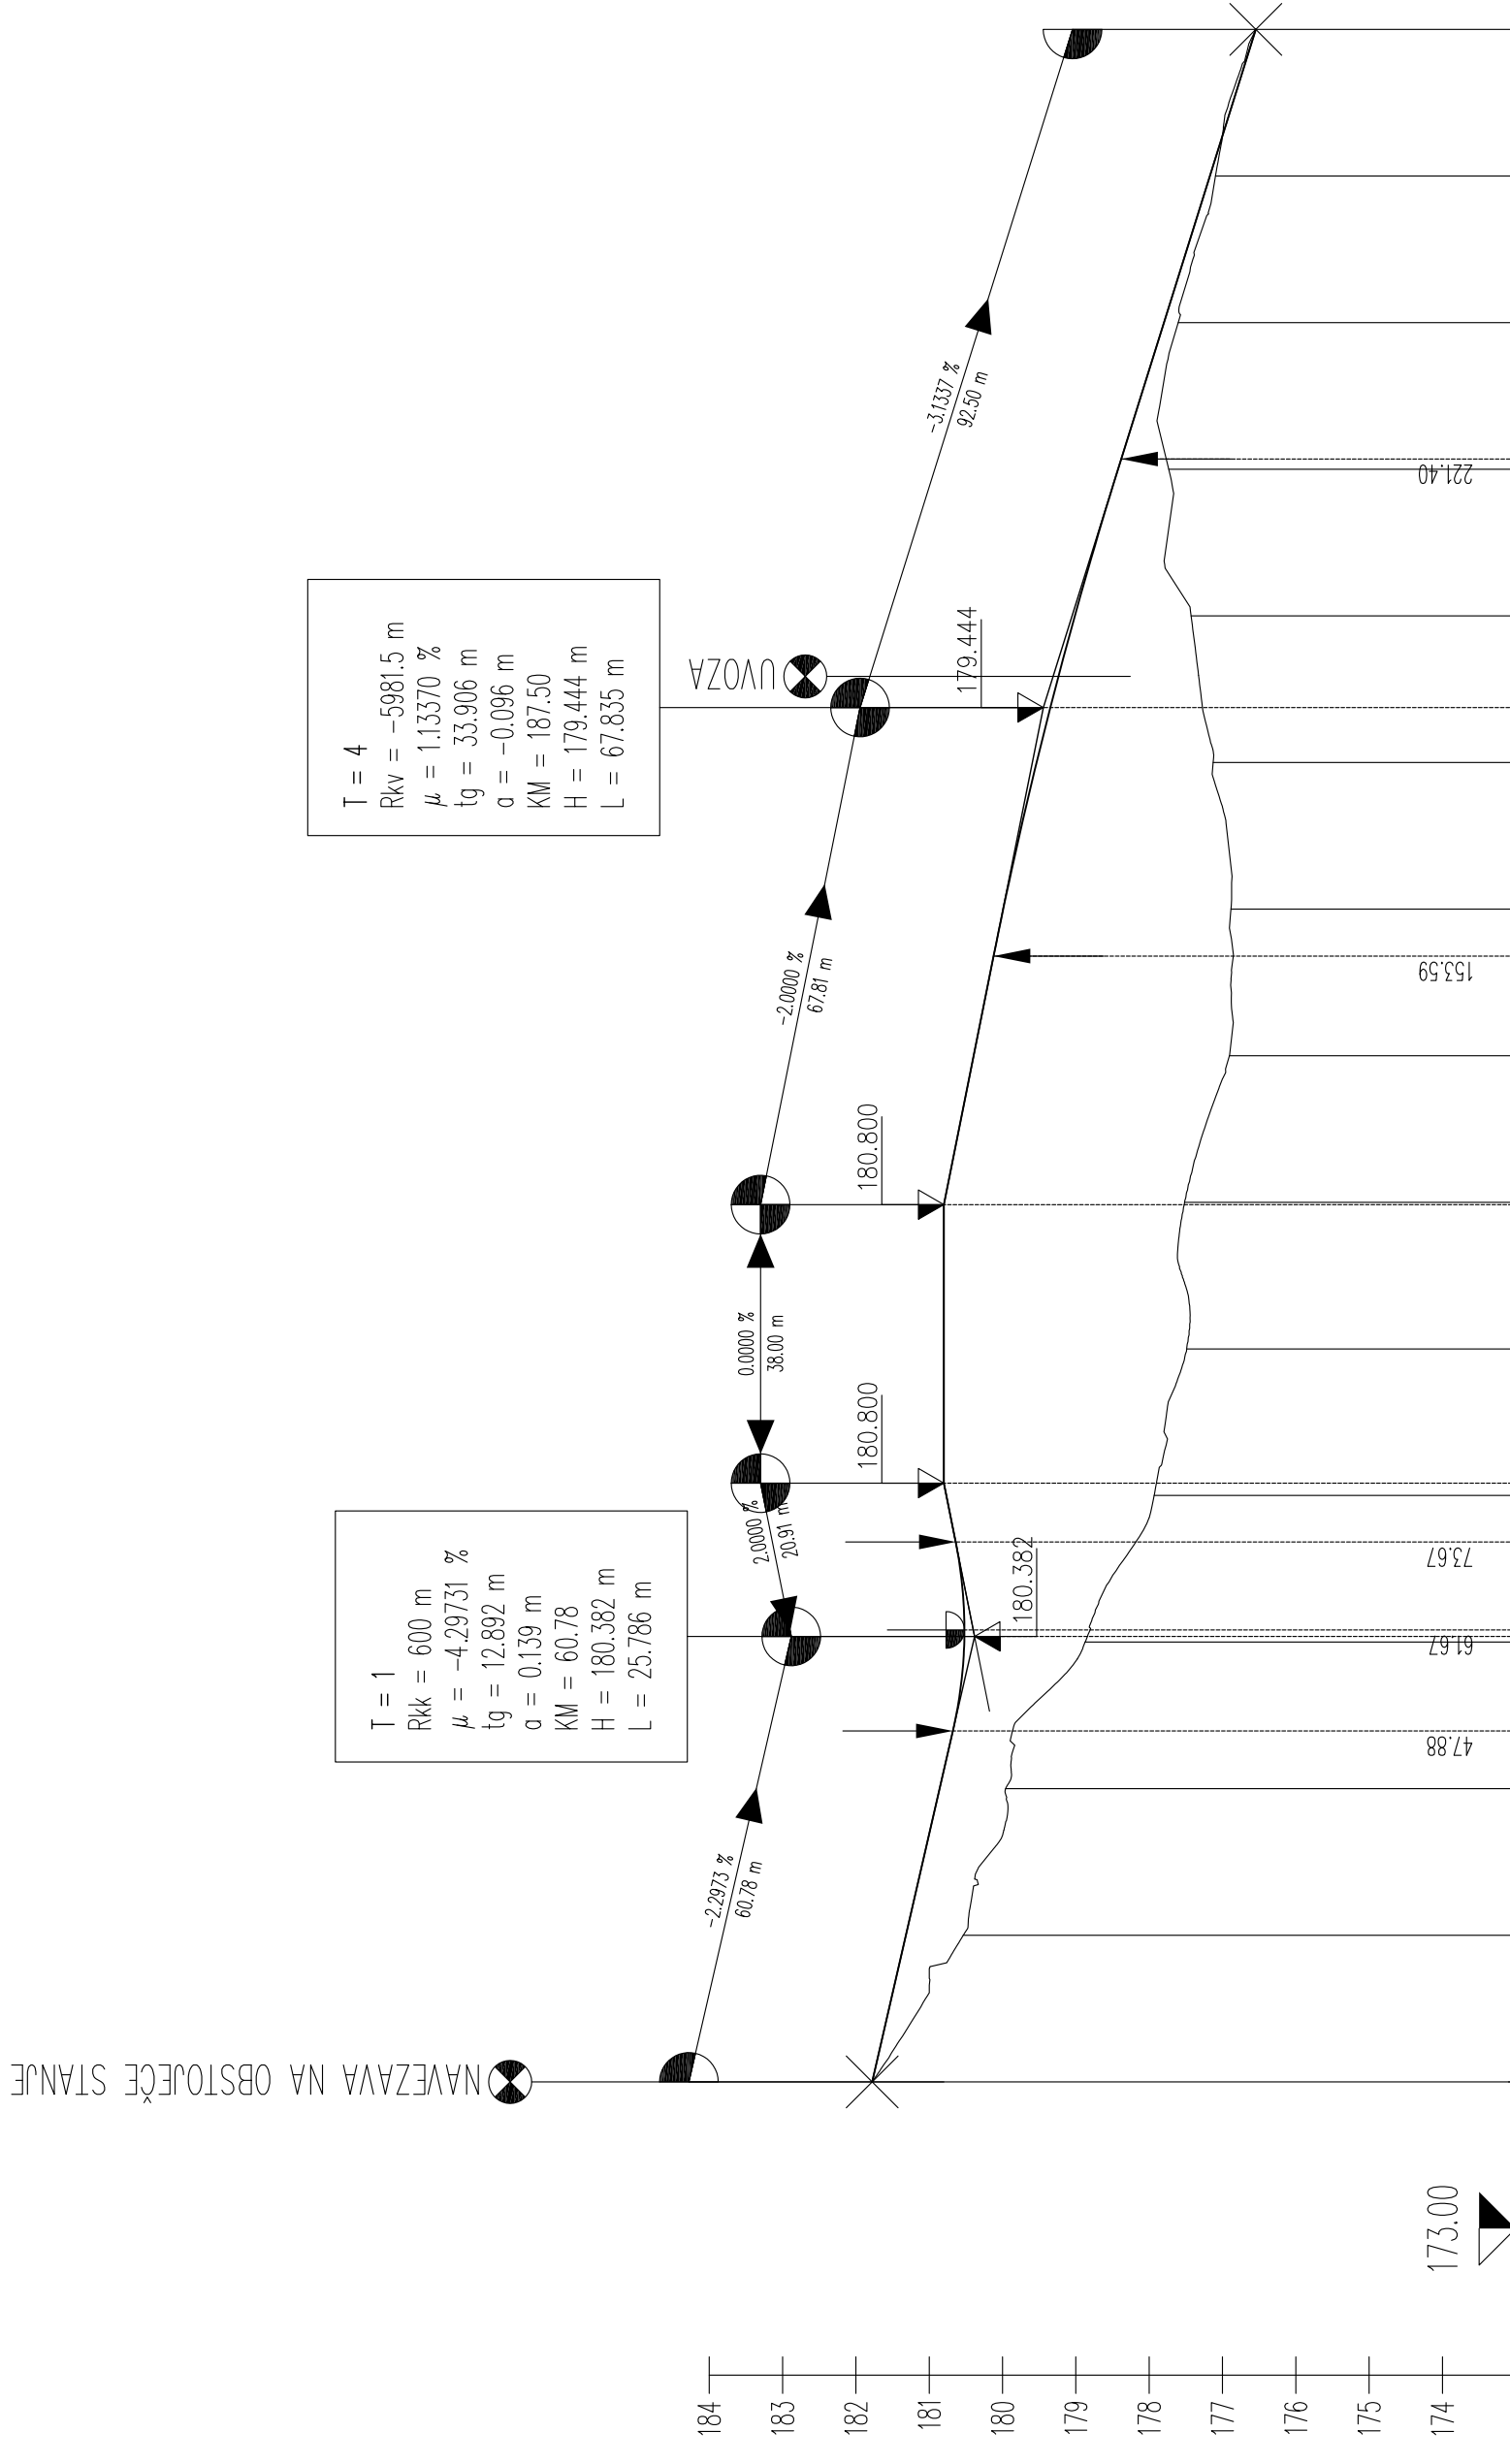 NAVEZAVA NA OBSTOJEČE STANJE
T = 1
Rkk = 600 m
μ = -4.29731 %
tg = 12.892 m
a = 0.139 m
KM = 60.78
H = 180.382 m
L = 25.786 m
T = 4
Rkv = -5981.5 m
μ = 1.13370 %
tg = 33.906 m
a = -0.096 m
KM = 187.50
H = 179.444 m
L = 67.835 m
UVOZA
-2.2973 %
60.78 m
2.0000 %
20.91 m
0.0000 %
38.00 m
-2.0000 %
67.81 m
-3.1337 %
92.50 m
180.382
180.800
180.800
179.444
47.88
61.67
73.67
153.59
221.40
184
183
182
181
180
179
178
177
176
175
174
173.00